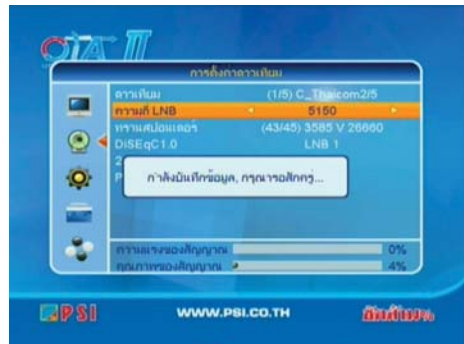 OTA II
การตั้งค่าดาวเทียม
ดาวเทียม (1/5) C_Thaicom2/5
ความถี่ LNB 5150
ทรานสปอนเดอร์ (43/45) 3585 V 26660
DiSEqC1.0 LNB 1
2
P
กำลังบันทึกข้อมูล, กรุณารอสักครู่...
ความแรงของสัญญาณ 0%
คุณภาพของสัญญาณ 4%
PSI WWW.PSI.CO.TH